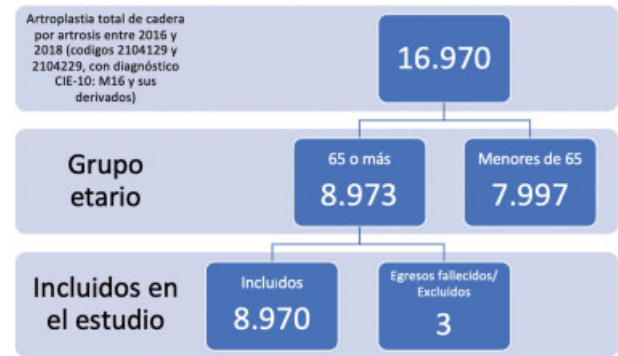 Artroplastia total de cadera
por artrosis entre 2016 y
2018 (codigos 2104129 y
2104229, con diagnóstico
CIE-10: M16 y sus
derivados)
16.970
Grupo
etario
65 o más
8.973
Menores de 65
7.997
Incluidos en
el estudio
Incluidos
8.970
Egresos fallecidos/
Excluidos
3